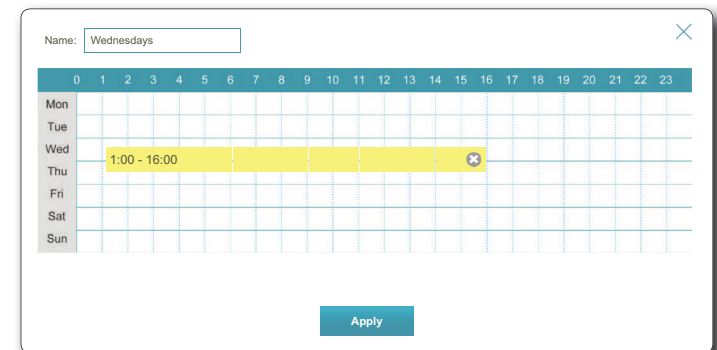 Name: Wednesdays
0 1 2 3 4 5 6 7 8 9 10 11 12 13 14 15 16 17 18 19 20 21 22 23
Mon
Tue
Wed
1:00 - 16:00
Thu
Fri
Sat
Sun
Apply